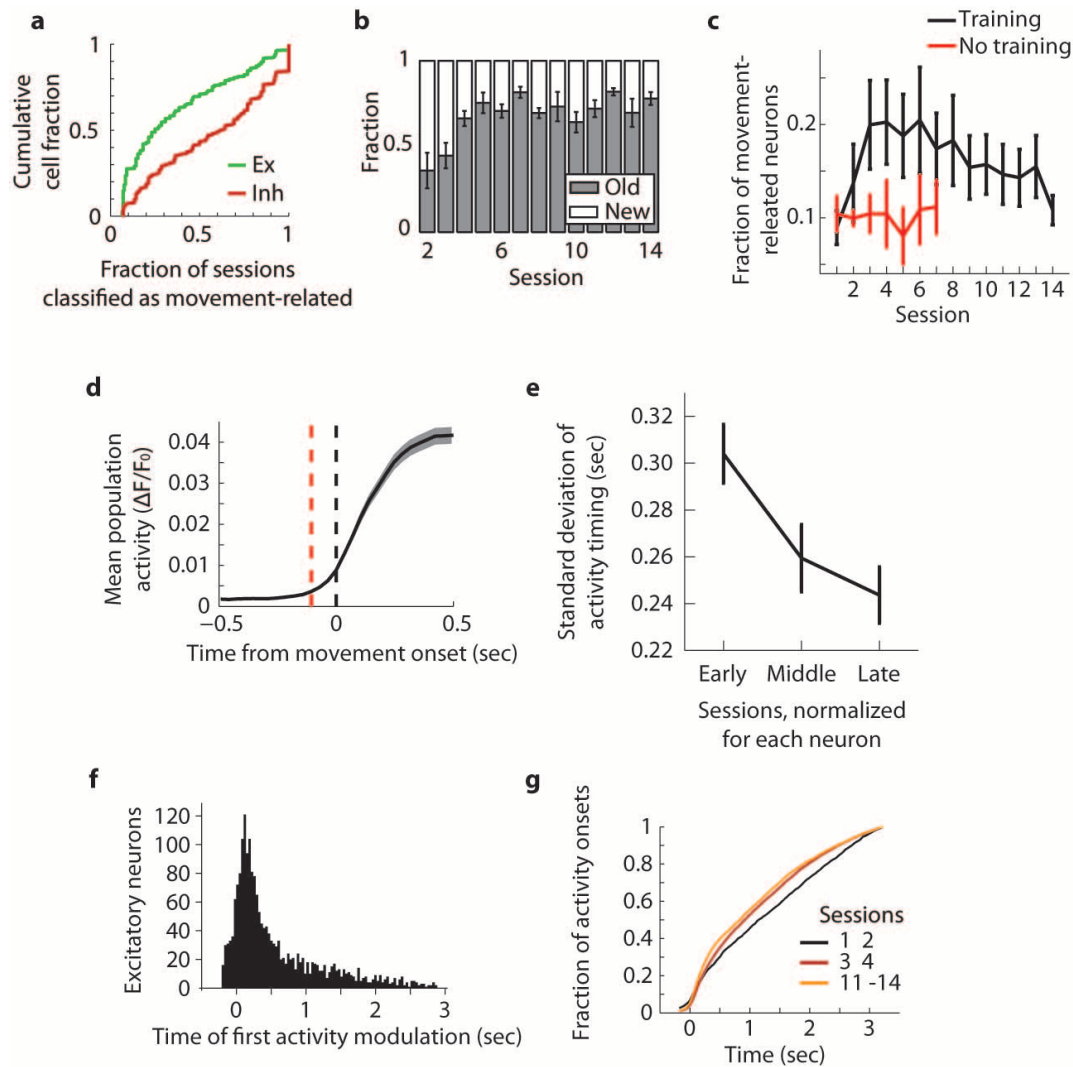 a
1
0.5
0
0
0.5
1
Cumulative
cell fraction
Ex
Inh
Fraction of sessions
classified as movement-related
b
1
0.5
0
Fraction
Old
New
2
6
10
14
Session
c
Training
No training
0.2
0.1
Fraction of movement-
releated neurons
2 4 6 8 10 12 14
Session
d
0.04
0.03
0.02
0.01
0
Mean population
activity (ΔF/F₀)
−0.5
0
0.5
Time from movement onset (sec)
e
0.32
0.30
0.28
0.26
0.24
0.22
Standard deviation of
activity timing (sec)
Early Middle Late
Sessions, normalized
for each neuron
f
120
100
80
60
40
20
0
Excitatory neurons
0 1 2 3
Time of first activity modulation (sec)
g
1
0.8
0.6
0.4
0.2
0
Fraction of activity onsets
Sessions
1 2
3 4
11 -14
0 1 2 3
Time (sec)